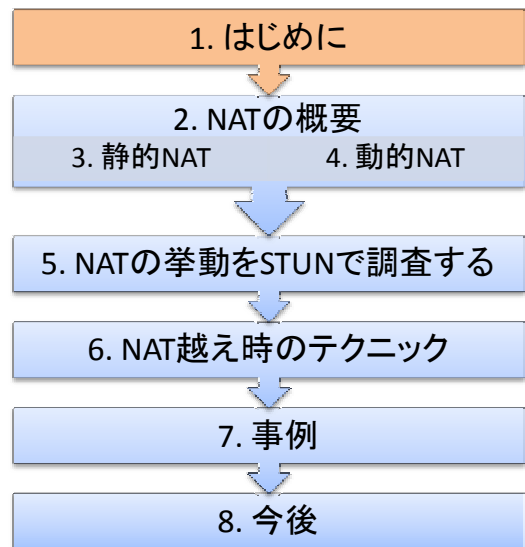 1. はじめに
2. NATの概要
3. 静的NAT 4. 動的NAT
5. NATの挙動をSTUNで調査する
6. NAT越え時のテクニック
7. 事例
8. 今後